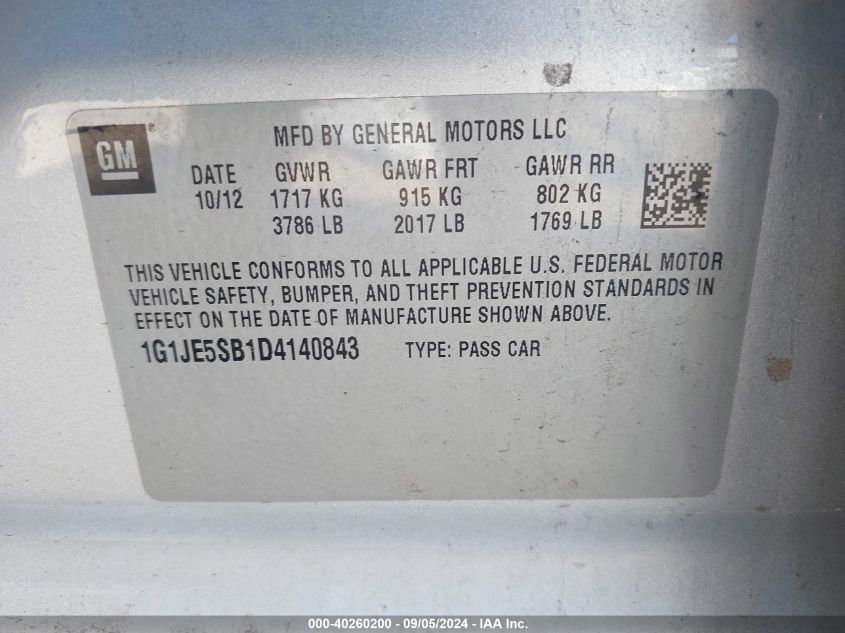 GM ®
MFD BY GENERAL MOTORS LLC
DATE GVWR GAWR FRT GAWR RR
10/12 1717 KG 915 KG 802 KG
3786 LB 2017 LB 1769 LB
THIS VEHICLE CONFORMS TO ALL APPLICABLE U.S. FEDERAL MOTOR
VEHICLE SAFETY, BUMPER, AND THEFT PREVENTION STANDARDS IN
EFFECT ON THE DATE OF MANUFACTURE SHOWN ABOVE.
1G1JE5SB1D4140843 TYPE: PASS CAR
000-40260200 - 09/05/2024 - IAA Inc.